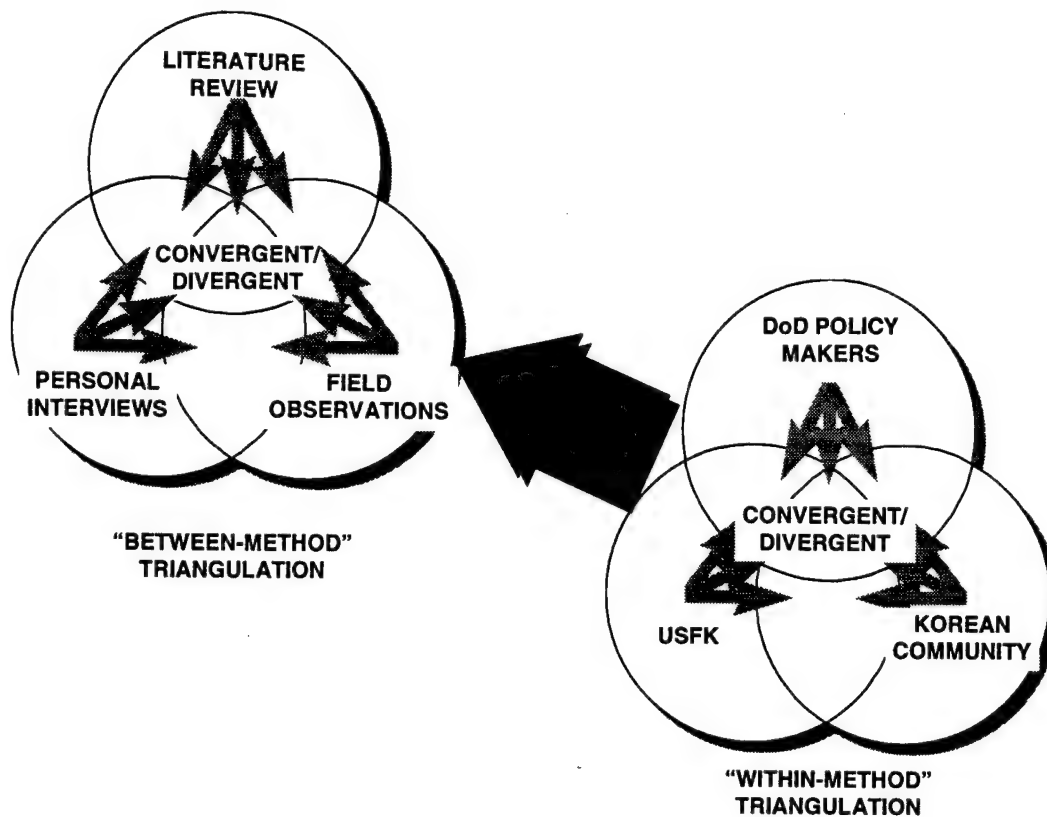 LITERATURE
REVIEW
CONVERGENT/
DIVERGENT
PERSONAL
INTERVIEWS
FIELD
OBSERVATIONS
“BETWEEN-METHOD”
TRIANGULATION
DoD POLICY
MAKERS
CONVERGENT/
DIVERGENT
USFK
KOREAN
COMMUNITY
“WITHIN-METHOD”
TRIANGULATION